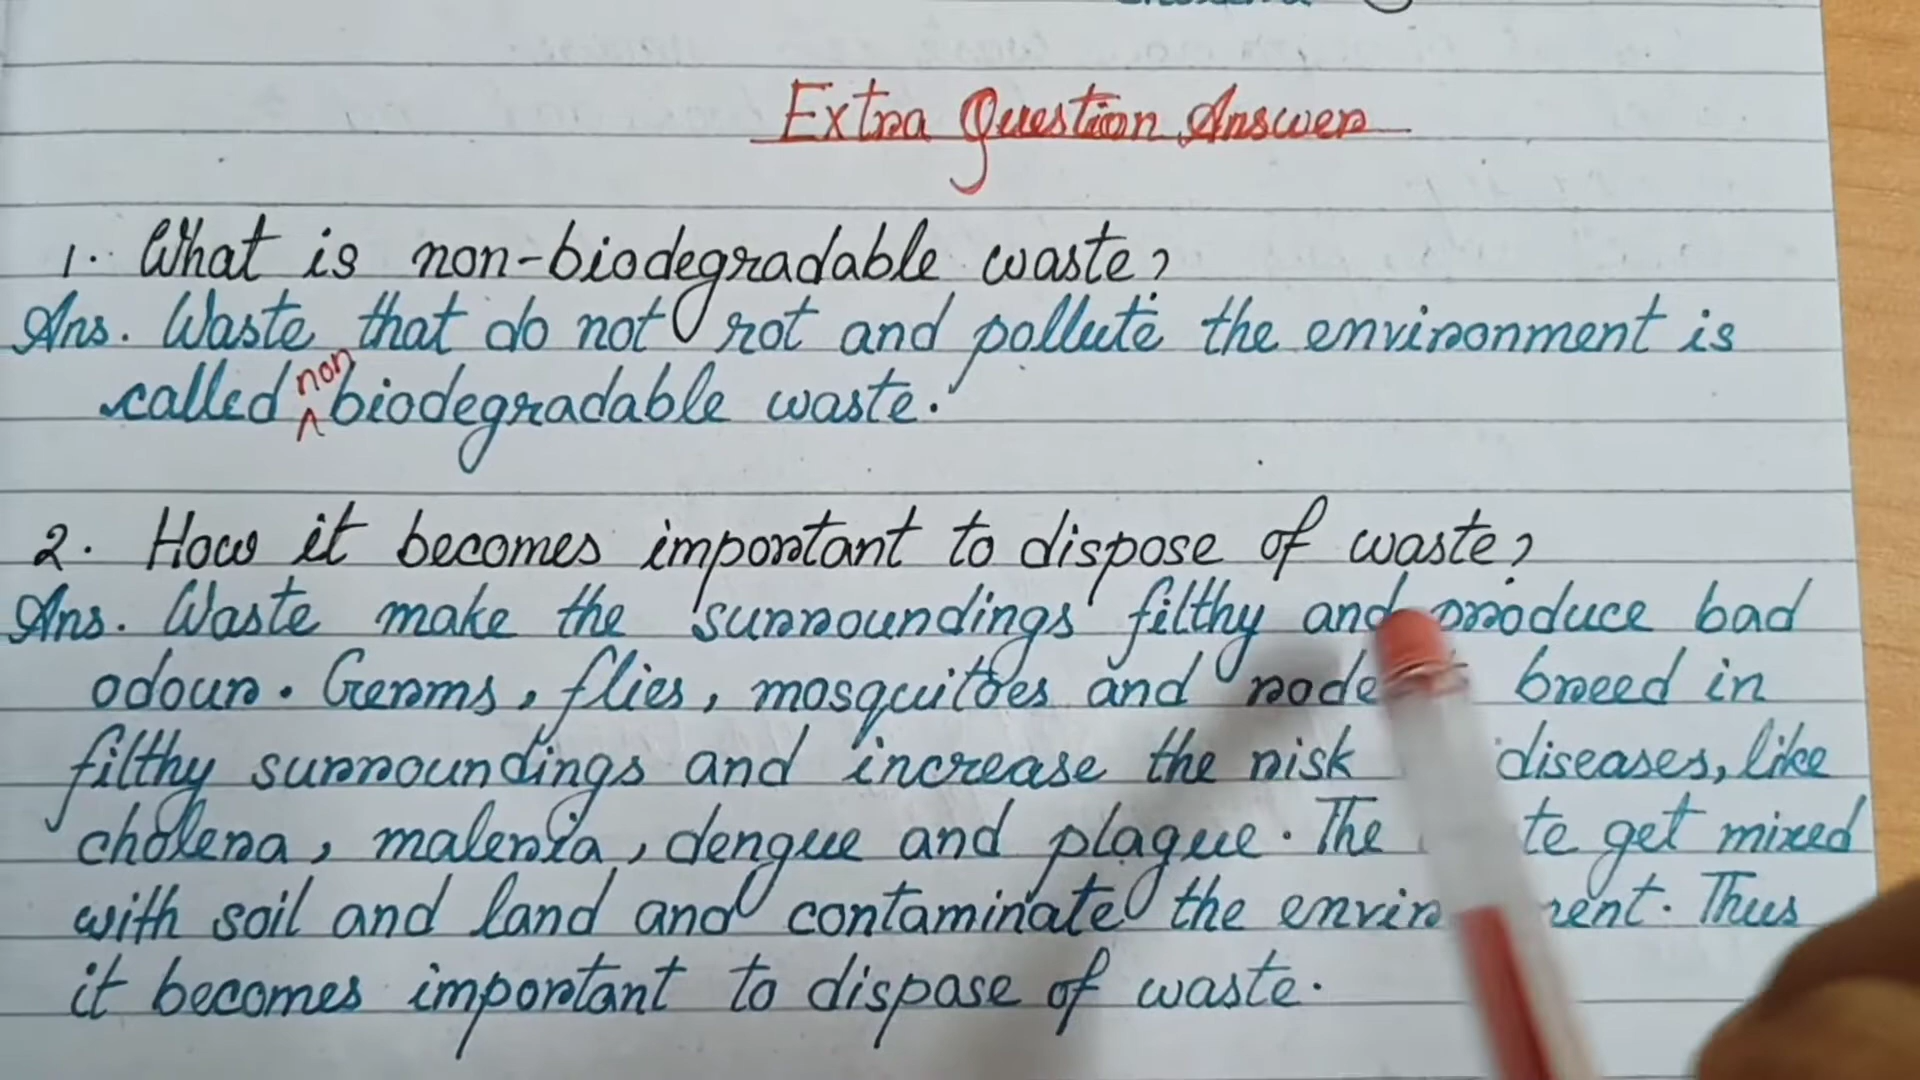 Extra Question Answer
1. What is non-biodegradable waste?
Ans. Waste that do not rot and pollute the environment is
called non biodegradable waste.
2. How it becomes important to dispose of waste?
Ans. Waste make the surroundings filthy and produce bad
odour. Germs, flies, mosquitoes and breed in
filthy surroundings and increase the risk diseases, like
cholera, maleria, dengue and plague. The get mixed
with soil and land and contaminate the Thus
it becomes important to dispose of waste.